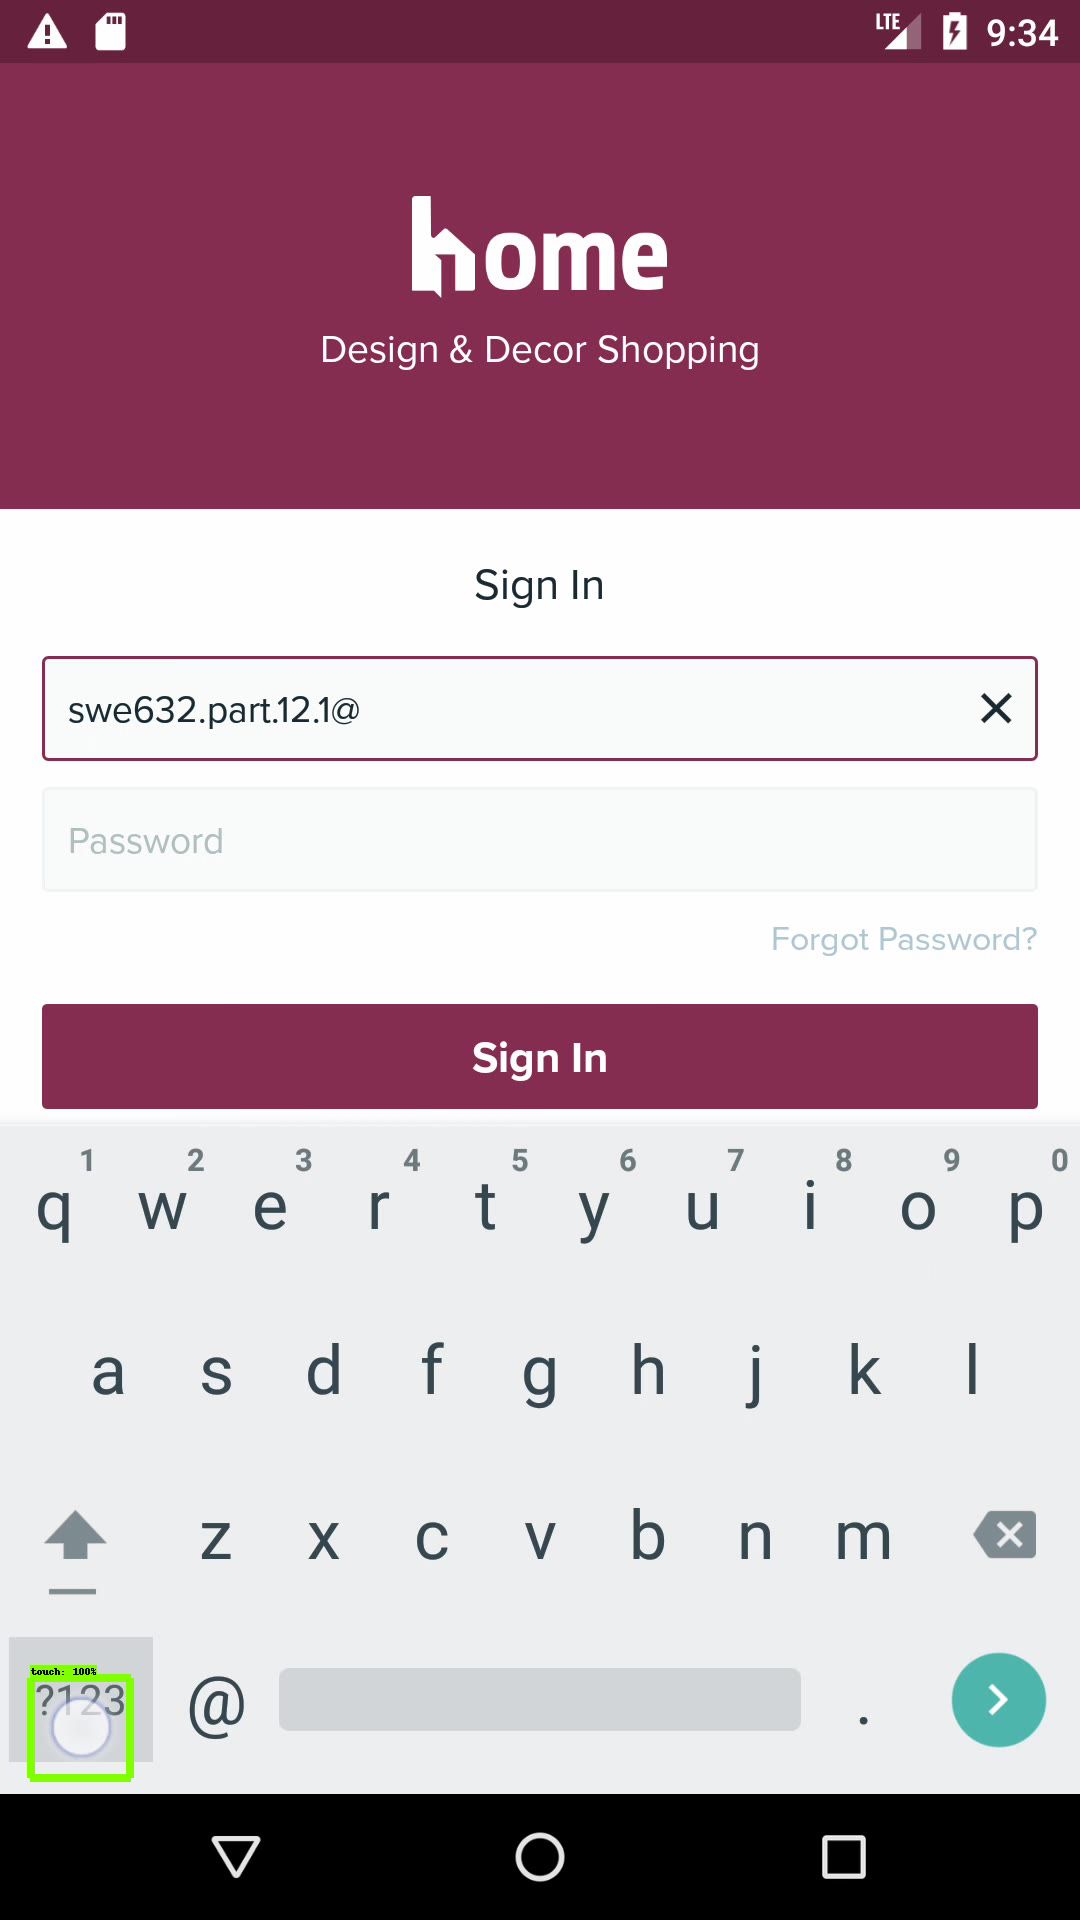 LTE 9:34
home
Design & Decor Shopping
Sign In
swe632.part.12.1@
Password
Forgot Password?
Sign In
1 2 3 4 5 6 7 8 9 0
q w e r t y u i o p
a s d f g h j k l
z x c v b n m
touch: 100%
?123 @ .